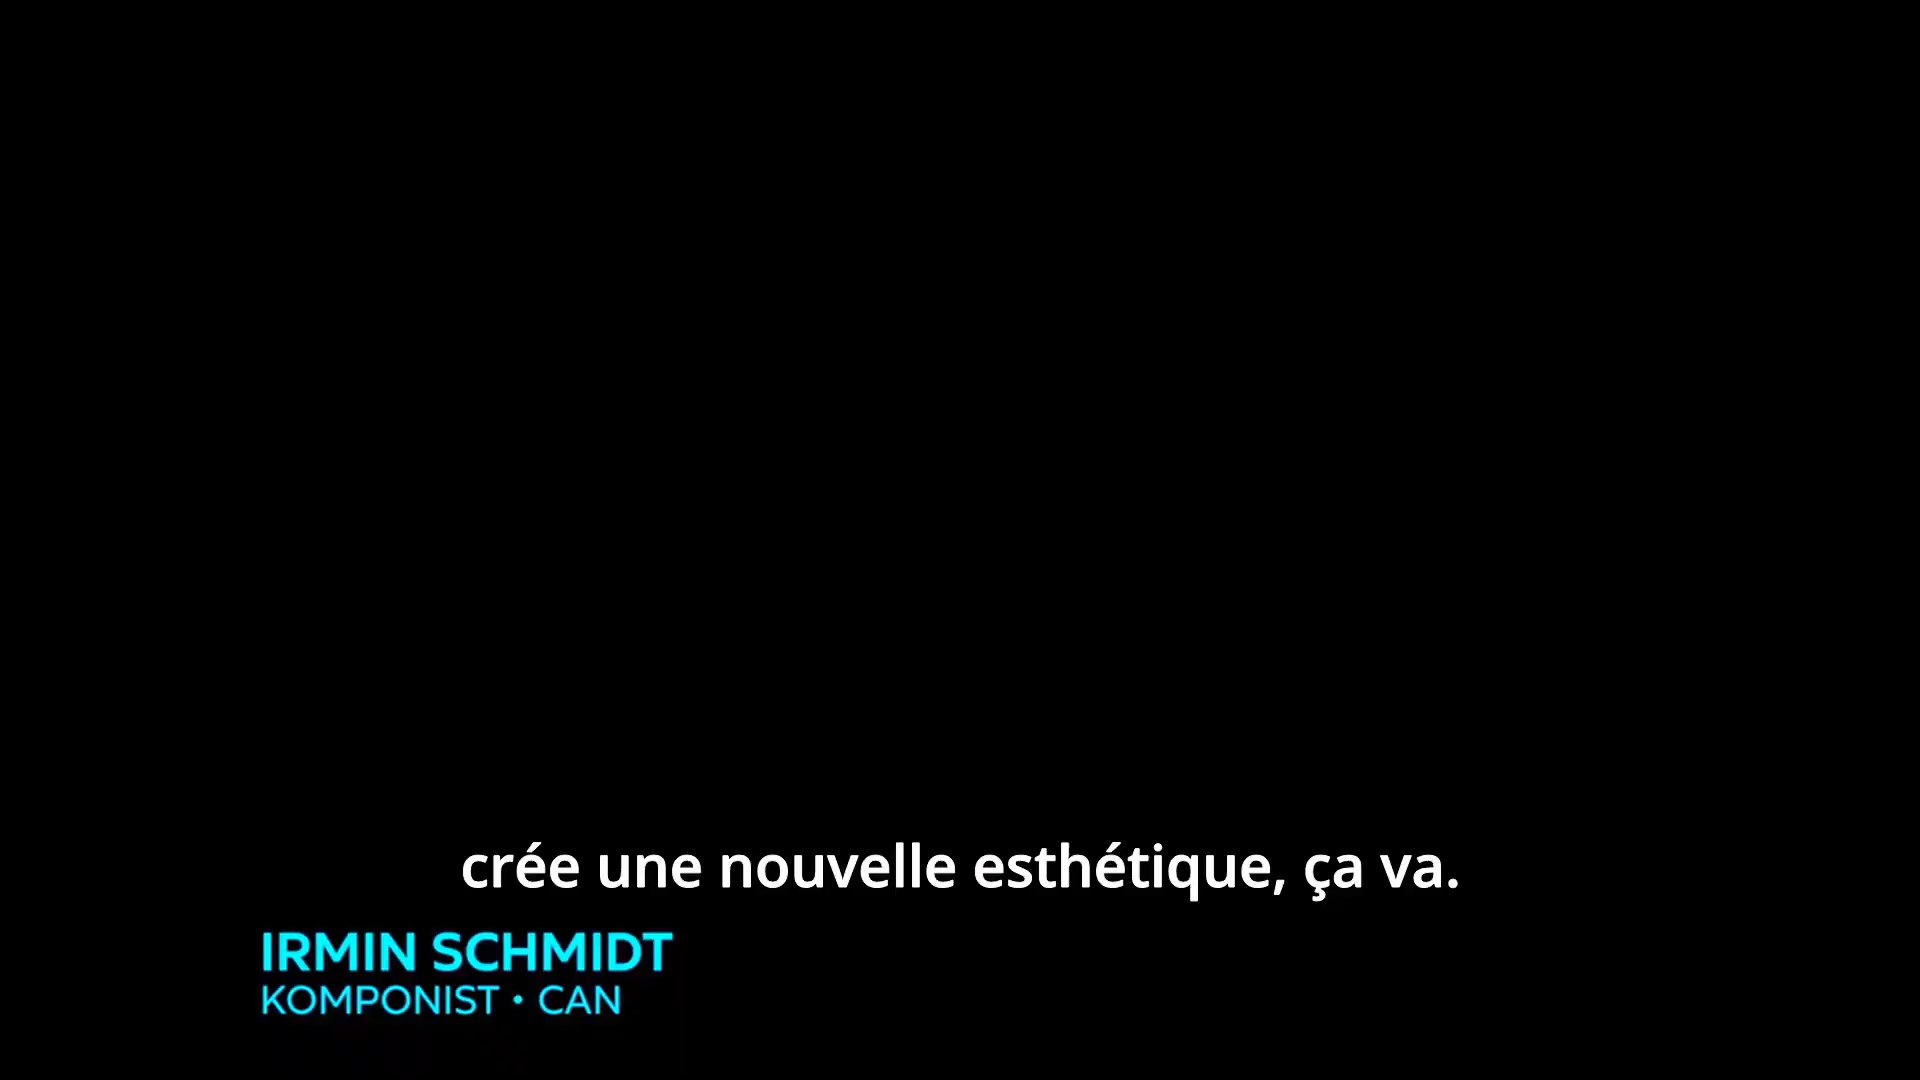 crée une nouvelle esthétique, ça va.
IRMIN SCHMIDT
KOMPONIST • CAN